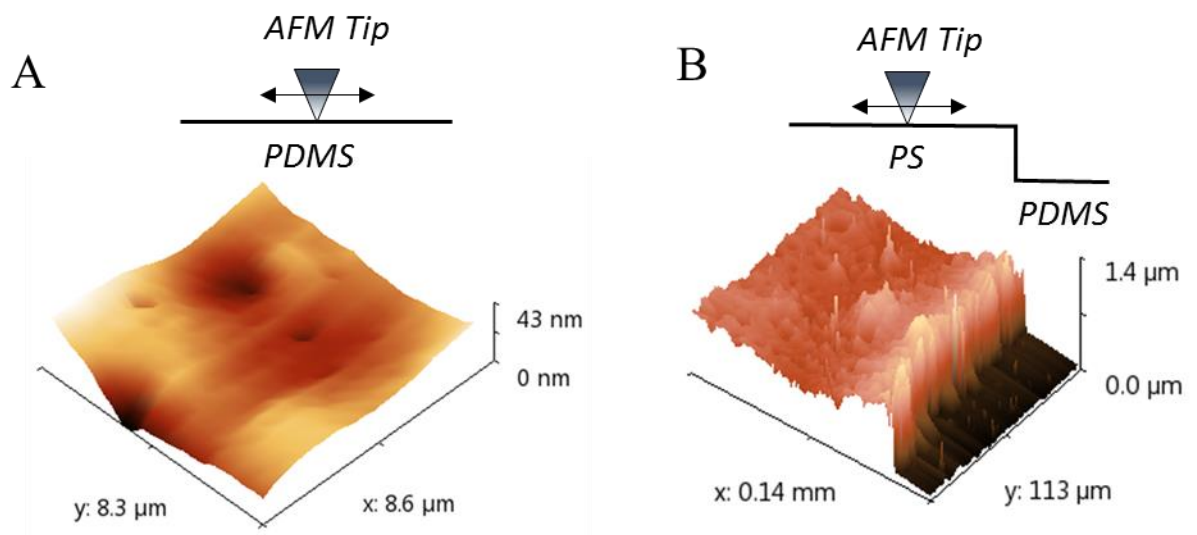 A
AFM Tip
PDMS
43 nm
0 nm
y: 8.3 µm
x: 8.6 µm
B
AFM Tip
PS
PDMS
1.4 µm
0.0 µm
x: 0.14 mm
y: 113 µm